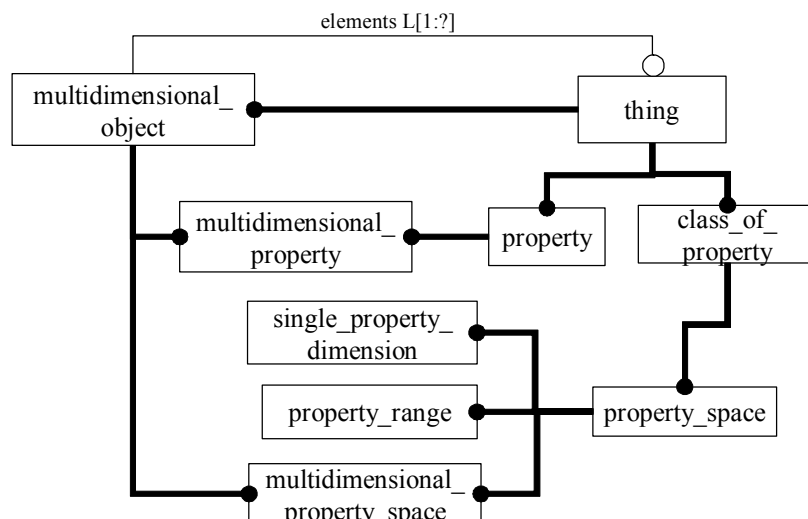 elements L[1:?]
multidimensional_
object
thing
multidimensional_
property
property
class_of_
property
single_property_
dimension
property_range
property_space
multidimensional_
property_space